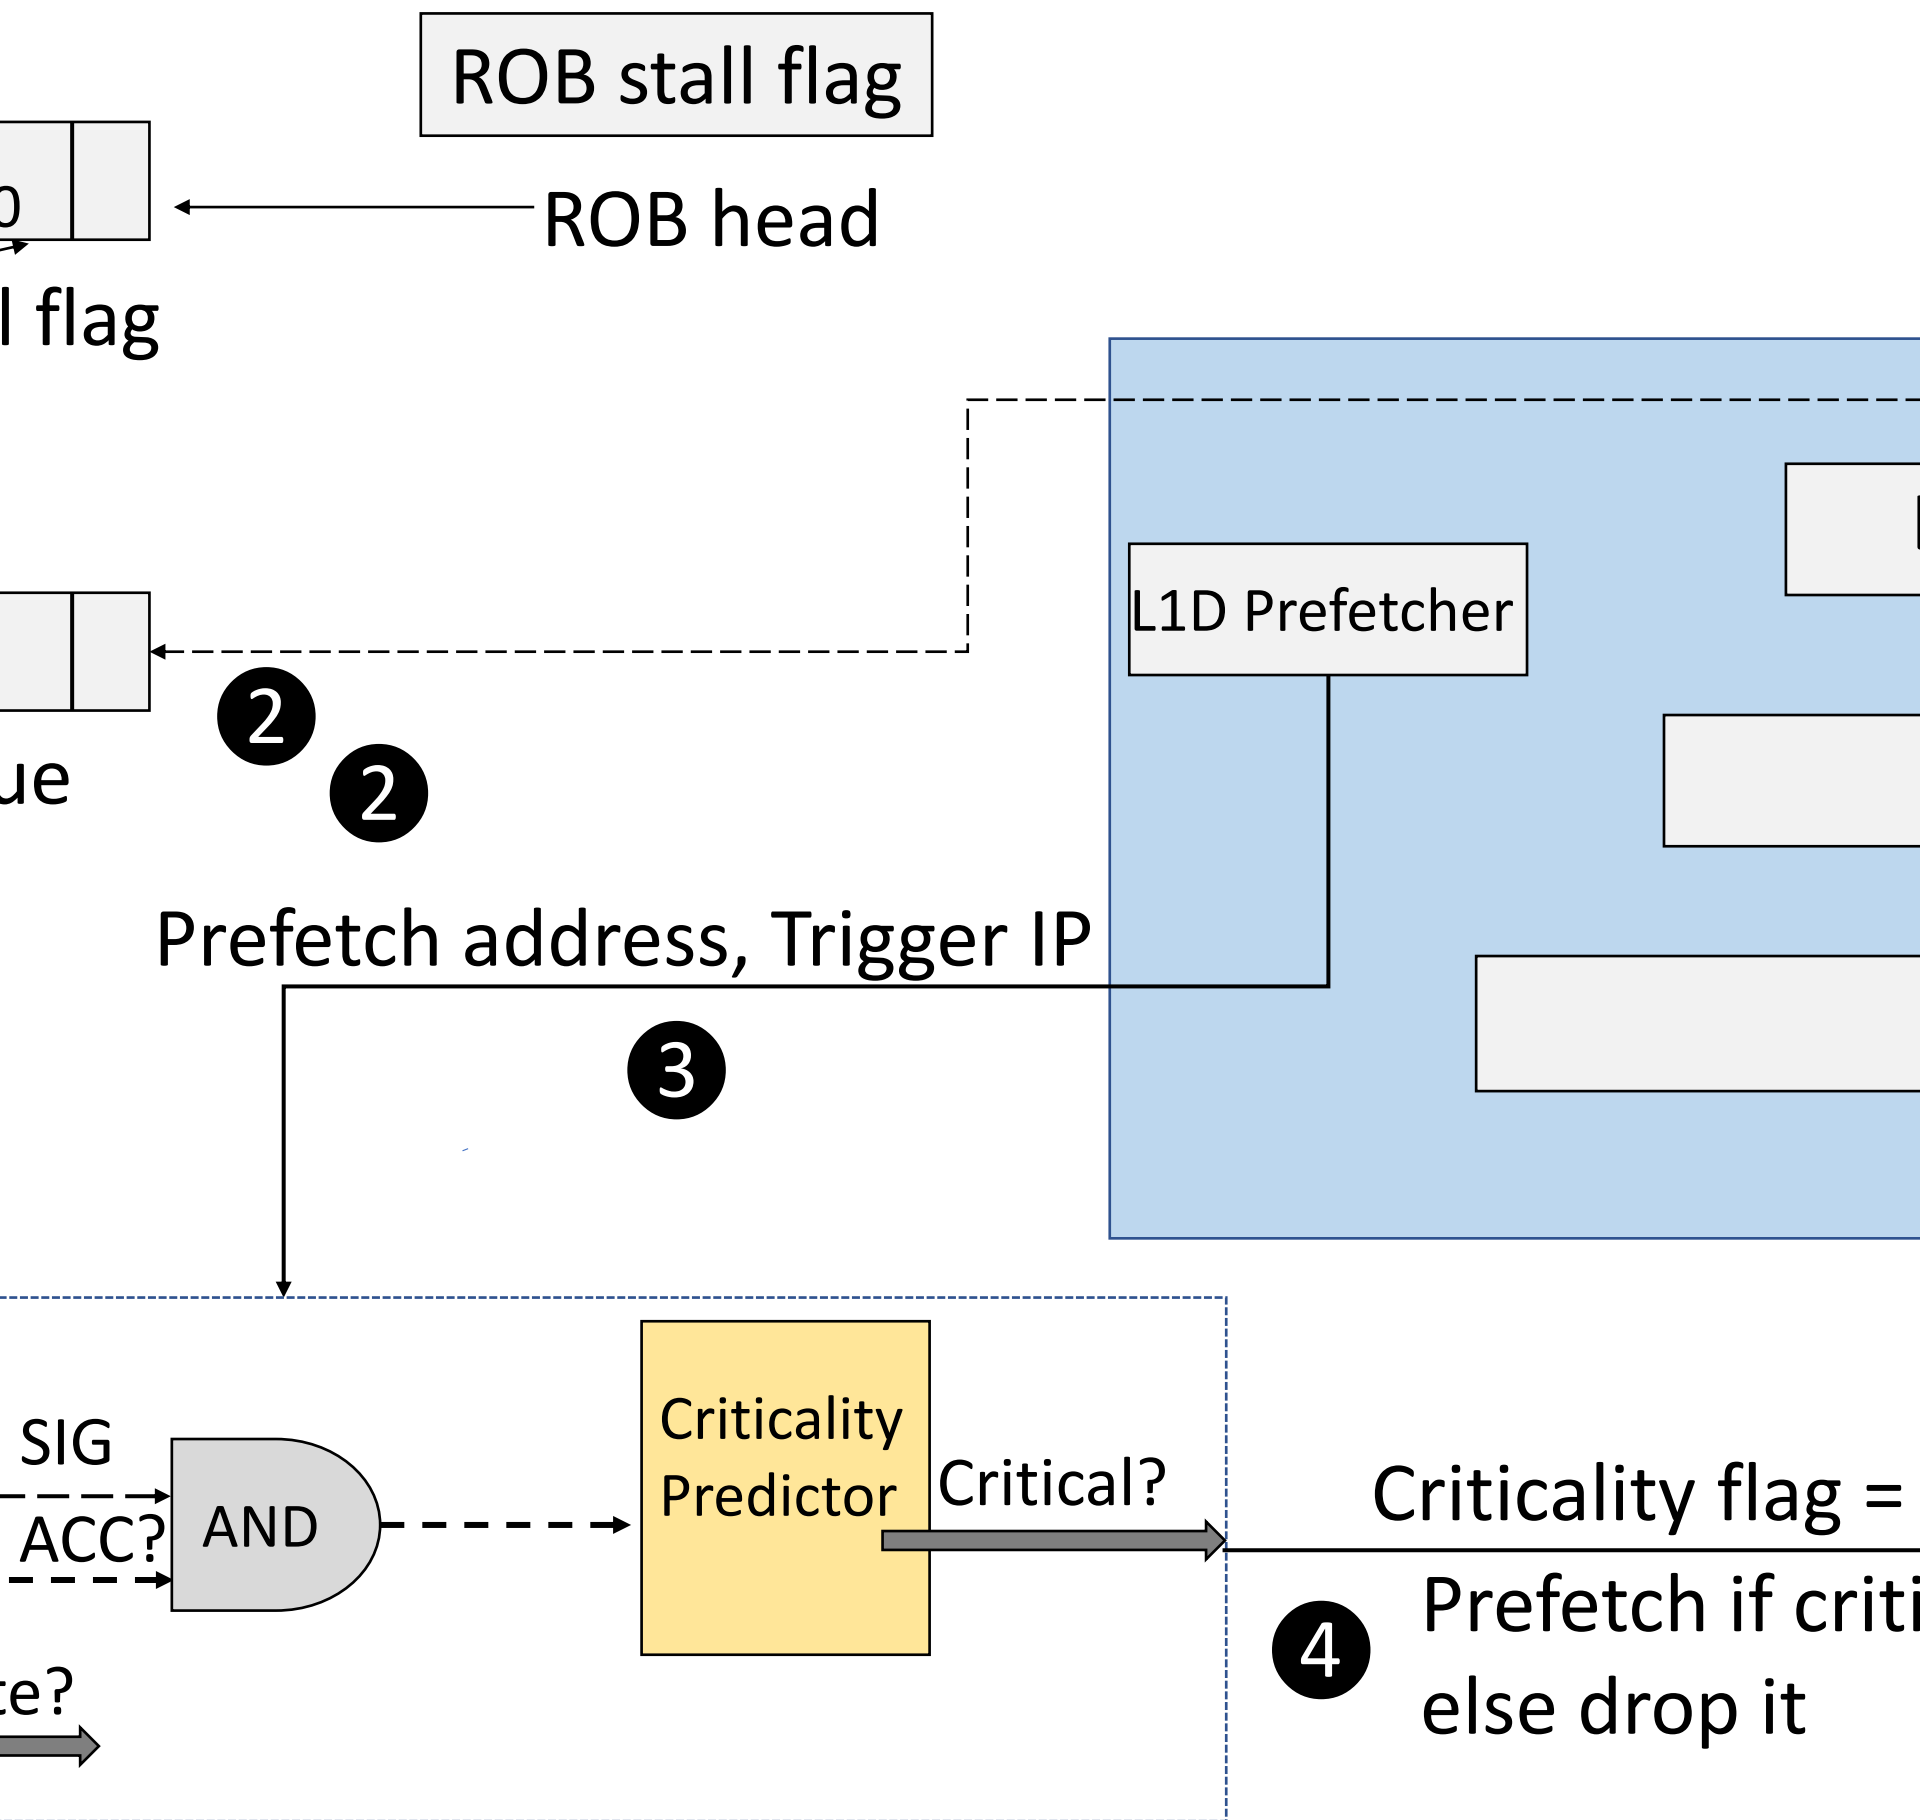 ROB stall flag
ROB head
flag
L1D Prefetcher
2
2
Prefetch address, Trigger IP
3
SIG
ACC?
AND
Criticality
Predictor
Critical?
Criticality flag =
4
Prefetch if criti
else drop it